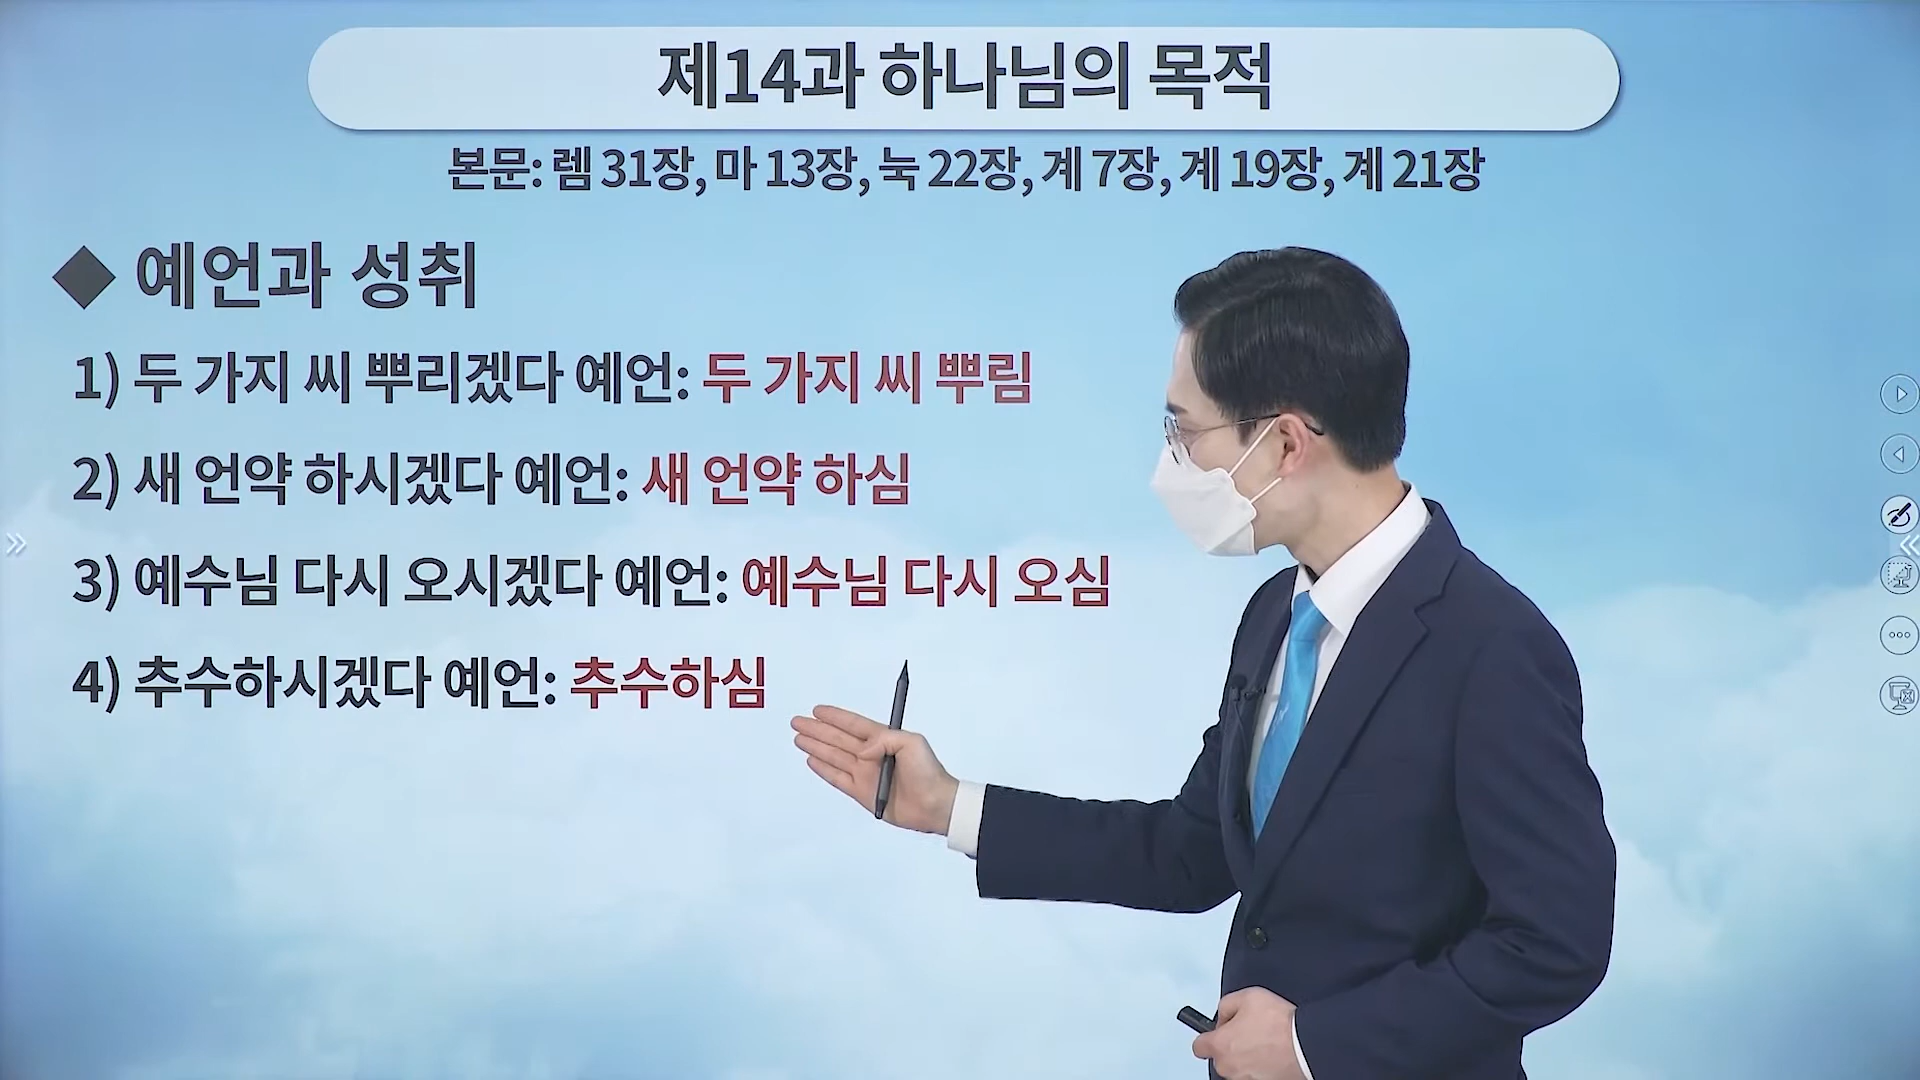 제14과 하나님의 목적
본문: 렘 31장, 마 13장, 눅 22장, 계 7장, 계 19장, 계 21장
◆ 예언과 성취
1) 두 가지 씨 뿌리겠다 예언: 두 가지 씨 뿌림
2) 새 언약 하시겠다 예언: 새 언약 하심
3) 예수님 다시 오시겠다 예언: 예수님 다시 오심
4) 추수하시겠다 예언: 추수하심